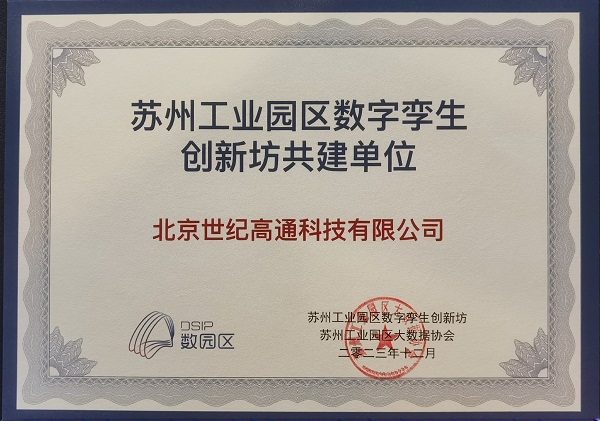 苏州工业园区数字孪生
创新坊共建单位
北京世纪高通科技有限公司
DSIP
数园区
苏州工业园区数字孪生创新坊
苏州工业园区大数据协会
二〇二三年十二月